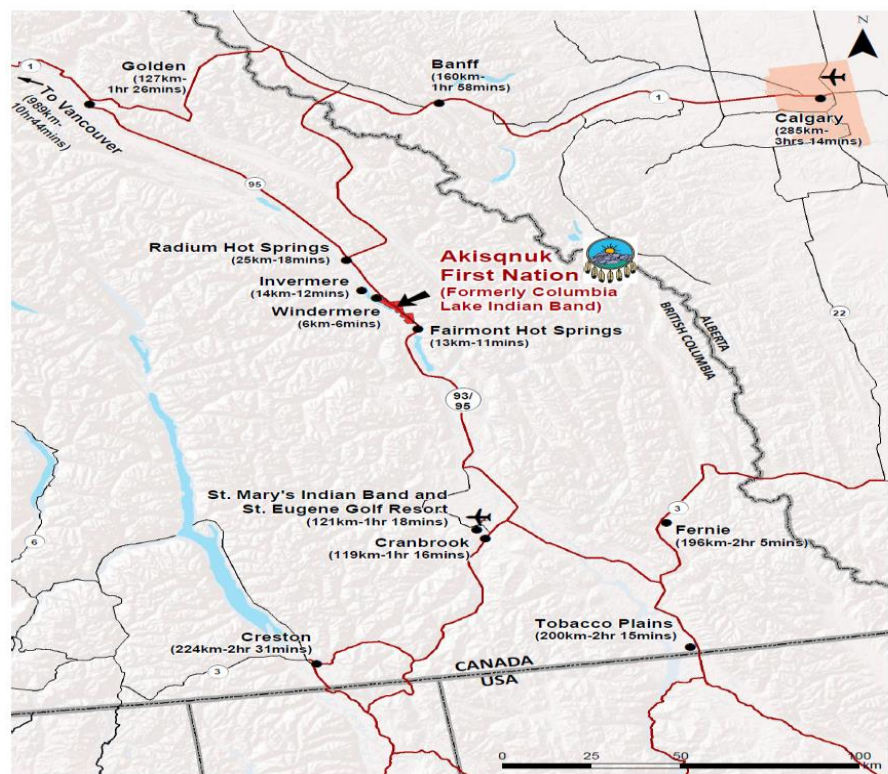 N
Golden
(127km-
1hr 26mins)
Banff
(160km-
1hr 58mins)
1
To Vancouver
(989km-
10hr44mins)
1
Calgary
(285km-
3hrs 14mins)
95
Radium Hot Springs
(25km-18mins)
Akisqnuk
First Nation
(Formerly Columbia
Lake Indian Band)
Invermere
(14km-12mins)
Windermere
(6km-6mins)
Fairmont Hot Springs
(13km-11mins)
22
ALBERTA
BRITISH COLUMBIA
93/
95
St. Mary's Indian Band and
St. Eugene Golf Resort
(121km-1hr 18mins)
Cranbrook
(119km-1hr 16mins)
3
Fernie
(196km-2hr 5mins)
6
Tobacco Plains
(200km-2hr 15mins)
Creston
(224km-2hr 31mins)
3
CANADA
USA
0 25 50 100
km